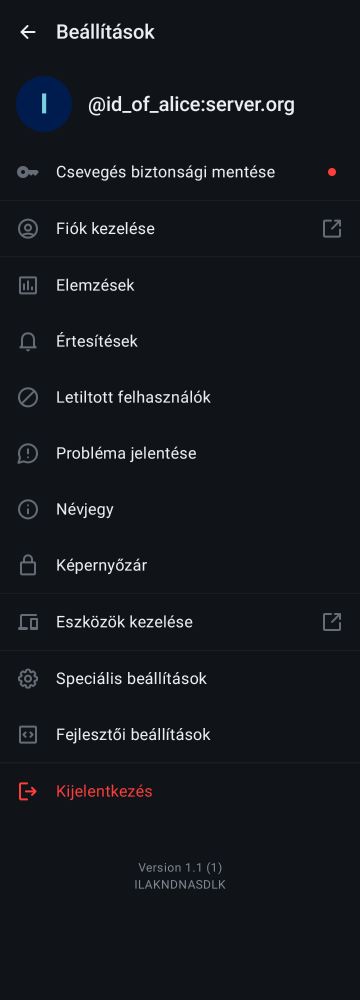 Beállítások
I
@id_of_alice:server.org
Csevegés biztonsági mentése
Fiók kezelése
Elemzések
Értesítések
Letiltott felhasználók
Probléma jelentése
Névjegy
Képernyőzár
Eszközök kezelése
Speciális beállítások
Fejlesztői beállítások
Kijelentkezés
Version 1.1 (1)
ILAKNDNASDLK